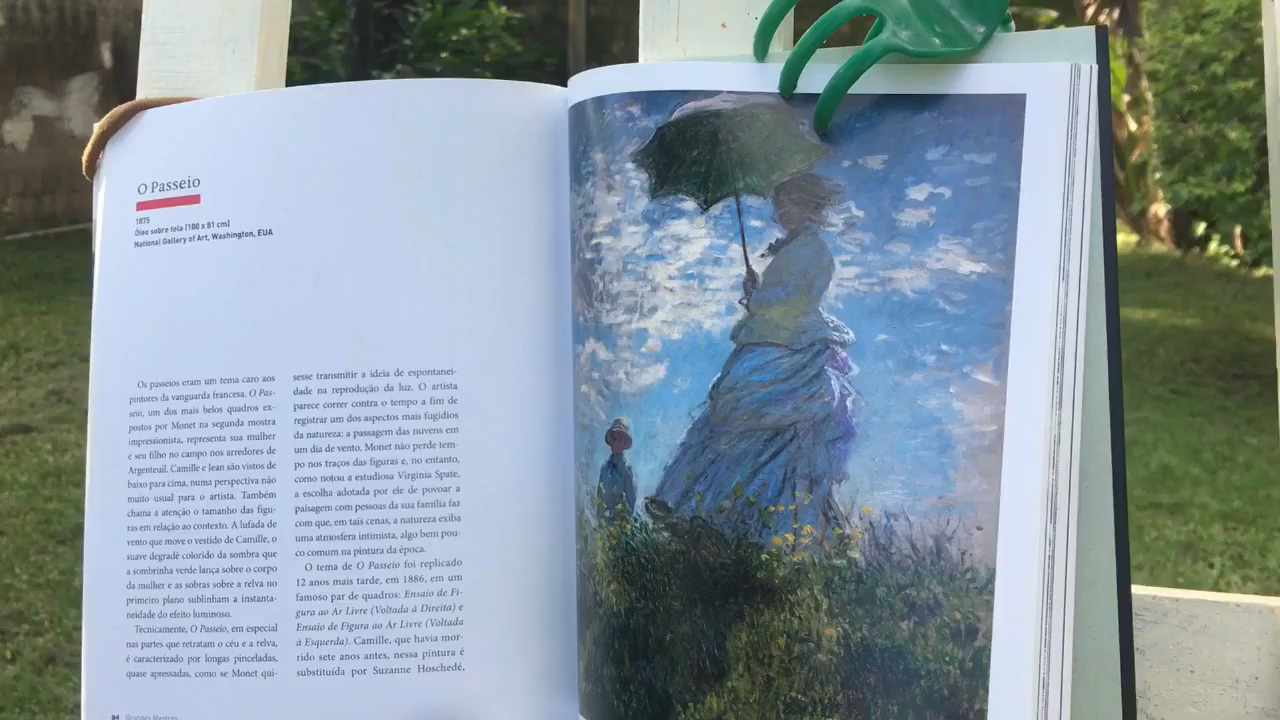 O Passeio
1875
Óleo sobre tela [100 x 81 cm]
National Gallery of Art, Washington, EUA
Os passeios eram um tema caro aos
pintores da vanguarda francesa. O Pas-
seio, um dos mais belos quadros ex-
postos por Monet na segunda mostra
impressionista, representa sua mulher
e seu filho no campo nos arredores de
Argenteuil. Camille e Jean são vistos de
baixo para cima, numa perspectiva não
muito usual para o artista. Também
chama a atenção o tamanho das figu-
ras em relação ao contexto. A lufada de
vento que move o vestido de Camille, o
suave degradê colorido da sombra que
a sombrinha verde lança sobre o corpo
da mulher e as sobras sobre a relva no
primeiro plano sublinham a instanta-
neidade do efeito luminoso.
Tecnicamente, O Passeio, em especial
nas partes que retratam o céu e a relva,
é caracterizado por longas pinceladas,
quase apressadas, como se Monet qui-
sesse transmitir a ideia de espontanei-
dade na reprodução da luz. O artista
parece correr contra o tempo a fim de
registrar um dos aspectos mais fugidios
da natureza: a passagem das nuvens em
um dia de vento. Monet não perde tem-
po nos traços das figuras e, no entanto,
como notou a estudiosa Virginia Spate,
a escolha adotada por ele de povoar a
paisagem com pessoas da sua família faz
com que, em tais cenas, a natureza exiba
uma atmosfera intimista, algo bem pou-
co comum na pintura da época.
O tema de O Passeio foi replicado
12 anos mais tarde, em 1886, em um
famoso par de quadros: Ensaio de Fi-
gura ao Ar Livre (Voltada à Direita) e
Ensaio de Figura ao Ar Livre (Voltada
à Esquerda). Camille, que havia mor-
rido sete anos antes, nessa pintura é
substituída por Suzanne Hoschedé,
94 Grandes Mestres